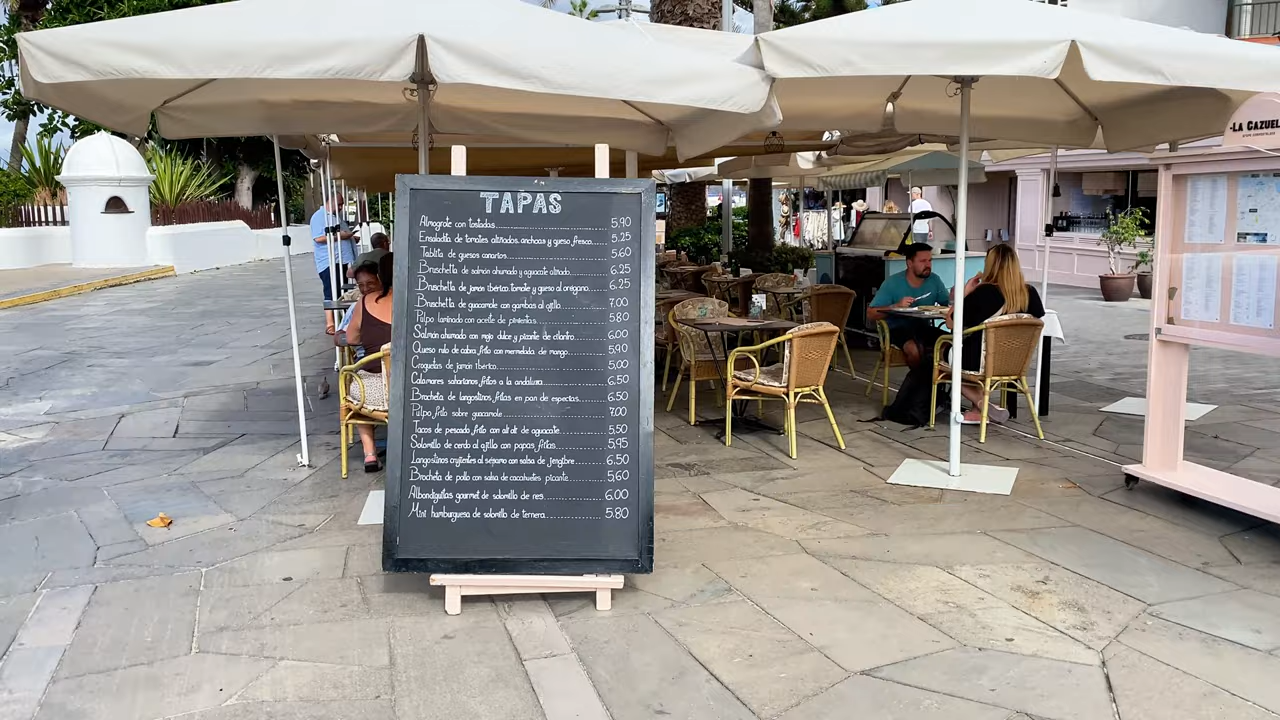 TAPAS
Almogrote con tostadas 5,90
Ensaladilla de tomates aliñados, anchoas y queso fresco 5,25
Tablita de quesos canarios 5,60
Bruschetta de salmón ahumado y aguacate aliñado 6,25
Bruschetta de jamón ibérico, tomate y queso al orégano 6,25
Bruschetta de guacamole con gambas al ajillo 7,00
Pulpo laminado con aceite de pimientas 5,80
Salmón ahumado con mojo dulce y picante de cilantro 6,00
Queso rulo de cabra frito con mermelada de mango 5,90
Croquetas de jamón ibérico 5,00
Calamares saharianos fritos a la andaluza 6,50
Brocheta de langostinos fritos en pan de especias 6,50
Pulpo frito sobre guacamole 7,00
Tacos de pescado frito con ali oli de aguacate 5,50
Solomillo de cerdo al ajillo con papas fritas 5,95
Langostinos crujientes al sésamo con salsa de jengibre 6,50
Brocheta de pollo con salsa de cacahuetes picante 5,60
Albondiguitas gourmet de solomillo de res 6,00
Mini hamburguesa de solomillo de ternera 5,80
-LA CAZUEL